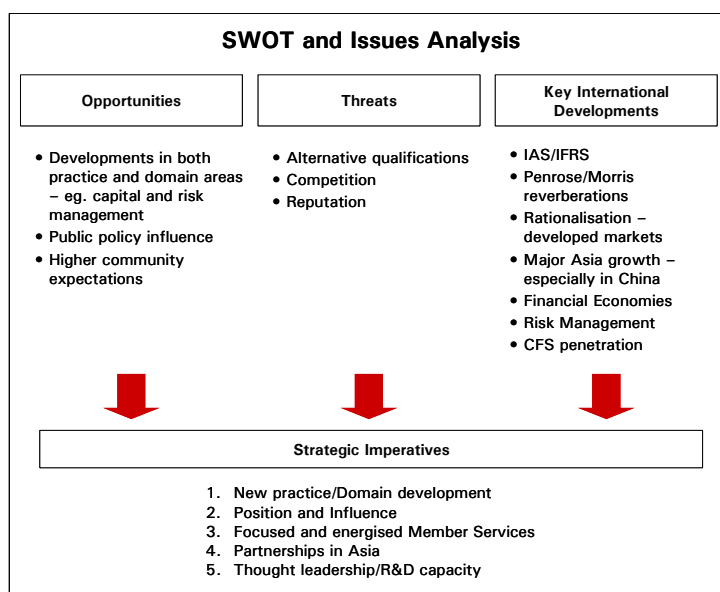 SWOT and Issues Analysis
Opportunities
• Developments in both
practice and domain areas
– eg. capital and risk
management
• Public policy influence
• Higher community
expectations
Threats
• Alternative qualifications
• Competition
• Reputation
Key International
Developments
• IAS/IFRS
• Penrose/Morris
reverberations
• Rationalisation –
developed markets
• Major Asia growth –
especially in China
• Financial Economies
• Risk Management
• CFS penetration
Strategic Imperatives
1. New practice/Domain development
2. Position and Influence
3. Focused and energised Member Services
4. Partnerships in Asia
5. Thought leadership/R&D capacity